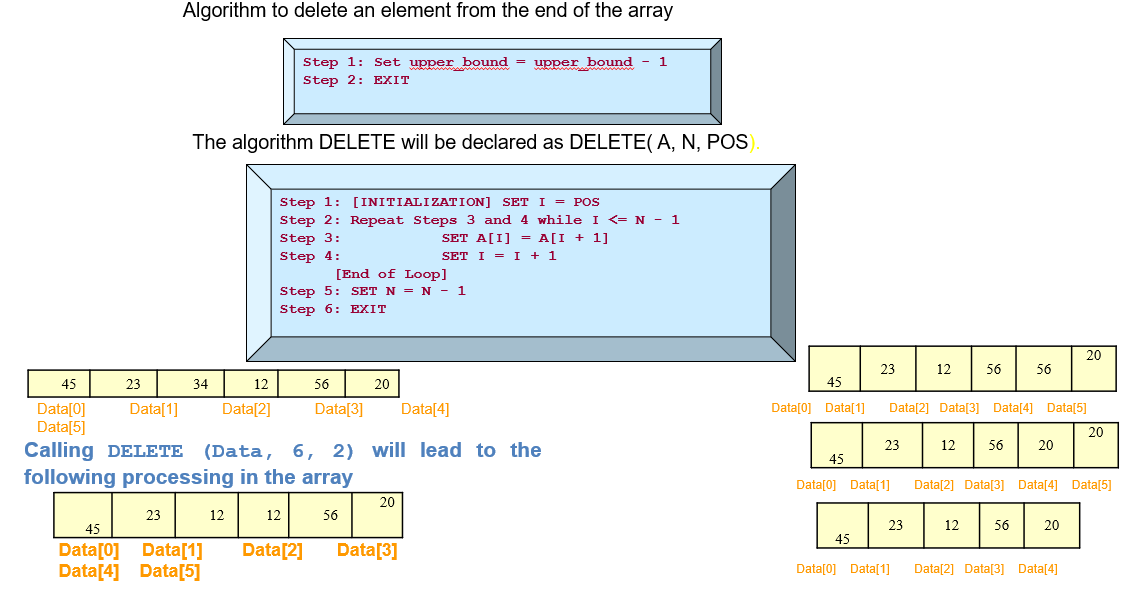 Algorithm to delete an element from the end of the array
Step 1: Set upper_bound = upper_bound - 1
Step 2: EXIT
The algorithm DELETE will be declared as DELETE( A, N, POS).
Step 1: [INITIALIZATION] SET I = POS
Step 2: Repeat Steps 3 and 4 while I <= N - 1
Step 3: SET A[I] = A[I + 1]
Step 4: SET I = I + 1
[End of Loop]
Step 5: SET N = N - 1
Step 6: EXIT
45 23 34 12 56 20
Data[0] Data[1] Data[2] Data[3] Data[4]
Data[5]
Calling DELETE (Data, 6, 2) will lead to the
following processing in the array
45 23 12 12 56 20
Data[0] Data[1] Data[2] Data[3]
Data[4] Data[5]
45 23 12 56 56 20
Data[0] Data[1] Data[2] Data[3] Data[4] Data[5]
45 23 12 56 20 20
Data[0] Data[1] Data[2] Data[3] Data[4] Data[5]
45 23 12 56 20
Data[0] Data[1] Data[2] Data[3] Data[4]